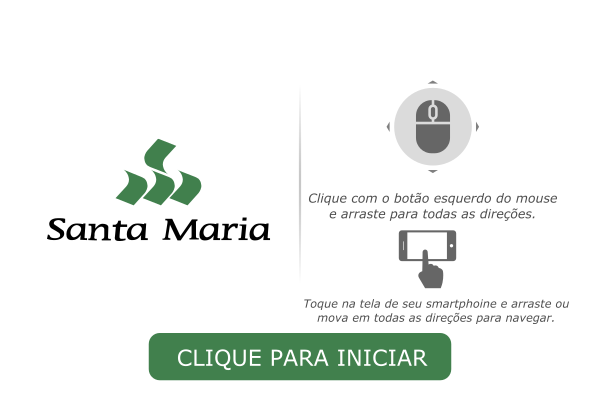 Santa Maria
Clique com o botão esquerdo do mouse
e arraste para todas as direções.
Toque na tela de seu smartphoine e arraste ou
mova em todas as direções para navegar.
CLIQUE PARA INICIAR